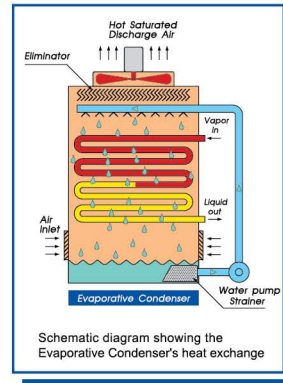 Hot Saturated
Discharge Air
Eliminator
Vapor
in
Air
Inlet
Liquid
out
Water pump
Strainer
Evaporative Condenser
Schematic diagram showing the
Evaporative Condenser's heat exchange